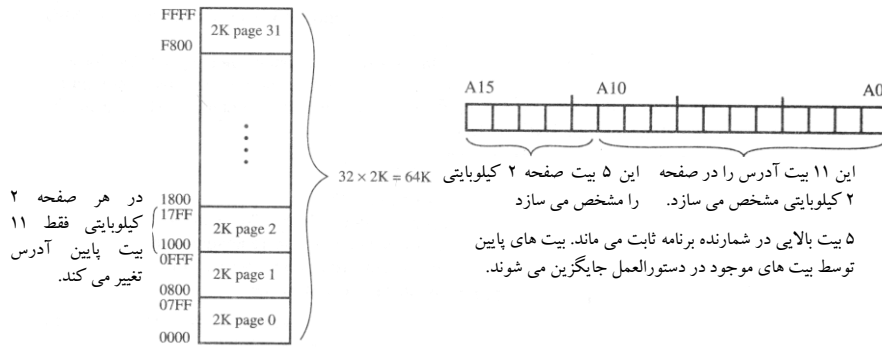 FFFF
2K page 31
F800
32 × 2K = 64K
1800
17FF
2K page 2
1000
0FFF
2K page 1
0800
07FF
2K page 0
0000
در هر صفحه ۲
کیلوبایتی فقط ۱۱
بیت پایین آدرس
تغییر می کند.
A15
A10
A0
این ۱۱ بیت آدرس را در صفحه
۲ کیلوبایتی مشخص می سازد.
این ۵ بیت صفحه ۲ کیلوبایتی
را مشخص می سازد
۵ بیت بالایی در شمارنده برنامه ثابت می ماند. بیت های پایین
توسط بیت های موجود در دستورالعمل جایگزین می شوند.